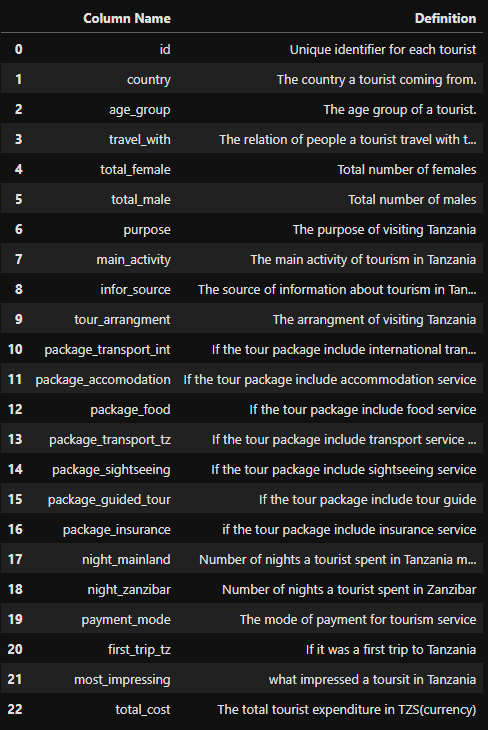 Column Name Definition
0 id Unique identifier for each tourist
1 country The country a tourist coming from.
2 age_group The age group of a tourist.
3 travel_with The relation of people a tourist travel with t...
4 total_female Total number of females
5 total_male Total number of males
6 purpose The purpose of visiting Tanzania
7 main_activity The main activity of tourism in Tanzania
8 infor_source The source of information about tourism in Tan...
9 tour_arrangment The arrangment of visiting Tanzania
10 package_transport_int If the tour package include international tran...
11 package_accomodation If the tour package include accommodation service
12 package_food If the tour package include food service
13 package_transport_tz If the tour package include transport service ...
14 package_sightseeing If the tour package include sightseeing service
15 package_guided_tour If the tour package include tour guide
16 package_insurance if the tour package include insurance service
17 night_mainland Number of nights a tourist spent in Tanzania m...
18 night_zanzibar Number of nights a tourist spent in Zanzibar
19 payment_mode The mode of payment for tourism service
20 first_trip_tz If it was a first trip to Tanzania
21 most_impressing what impressed a toursit in Tanzania
22 total_cost The total tourist expenditure in TZS(currency)